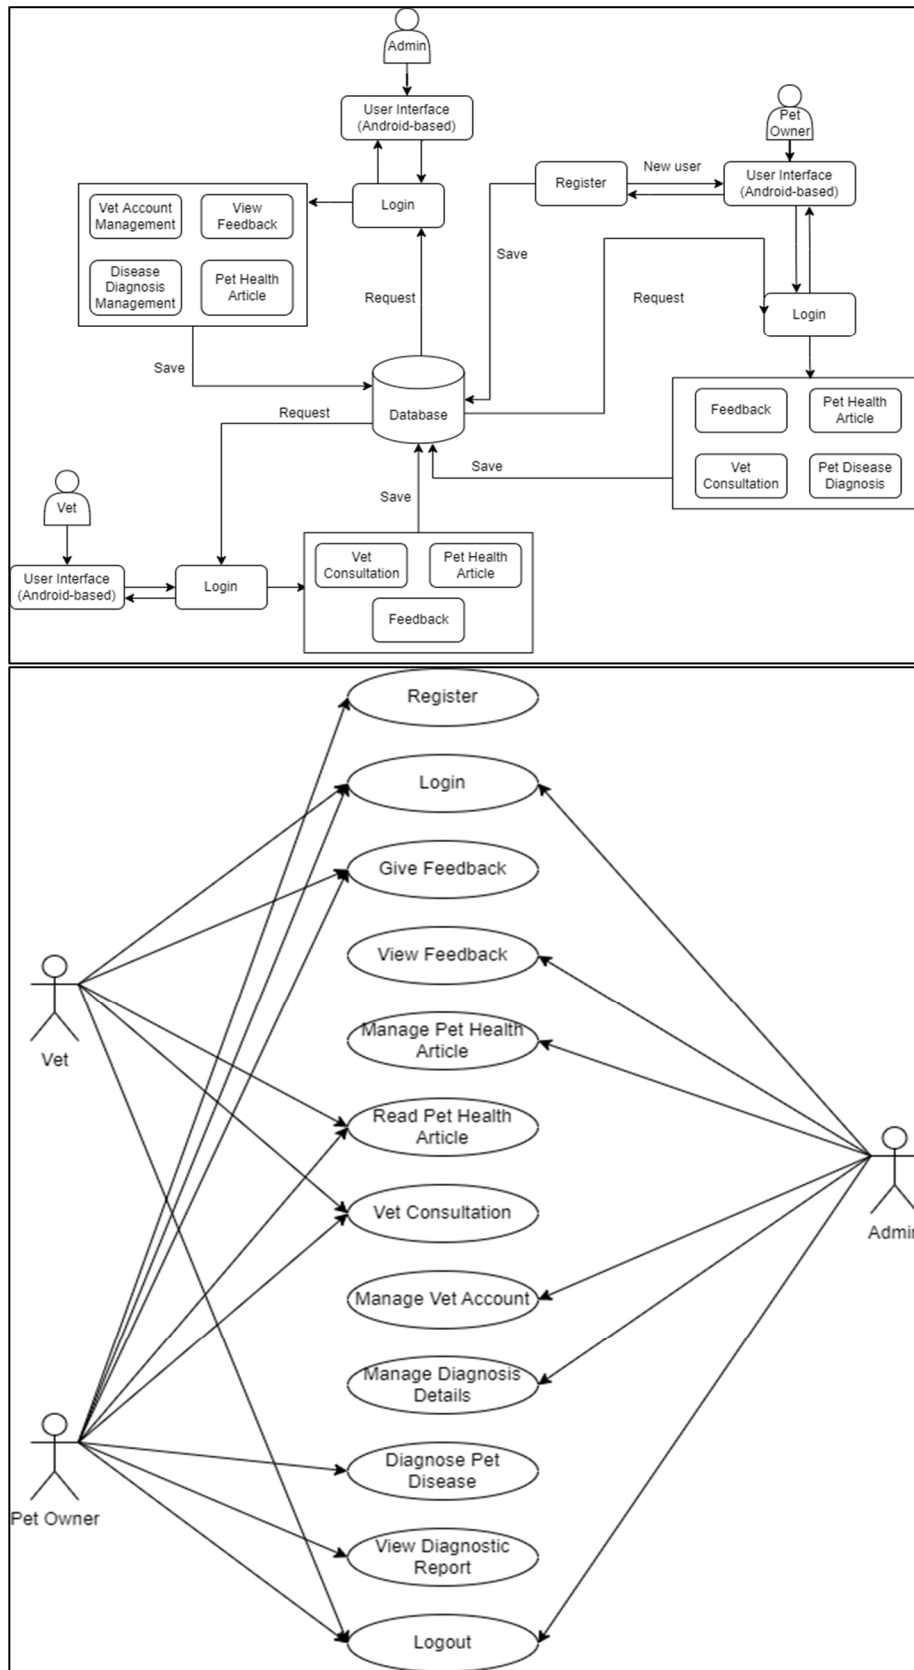 Admin
User Interface
(Android-based)
Pet
Owner
Register
New user
User Interface
(Android-based)
Vet Account
Management
View
Feedback
Login
Save
Disease
Diagnosis
Management
Pet Health
Article
Request
Request
Login
Save
Database
Request
Feedback
Pet Health
Article
Save
Vet
Consultation
Pet Disease
Diagnosis
Vet
Save
User Interface
(Android-based)
Login
Vet
Consultation
Pet Health
Article
Feedback
Register
Login
Give Feedback
View Feedback
Manage Pet Health
Article
Vet
Read Pet Health
Article
Vet Consultation
Admin
Manage Vet Account
Manage Diagnosis
Details
Diagnose Pet
Disease
Pet Owner
View Diagnostic
Report
Logout